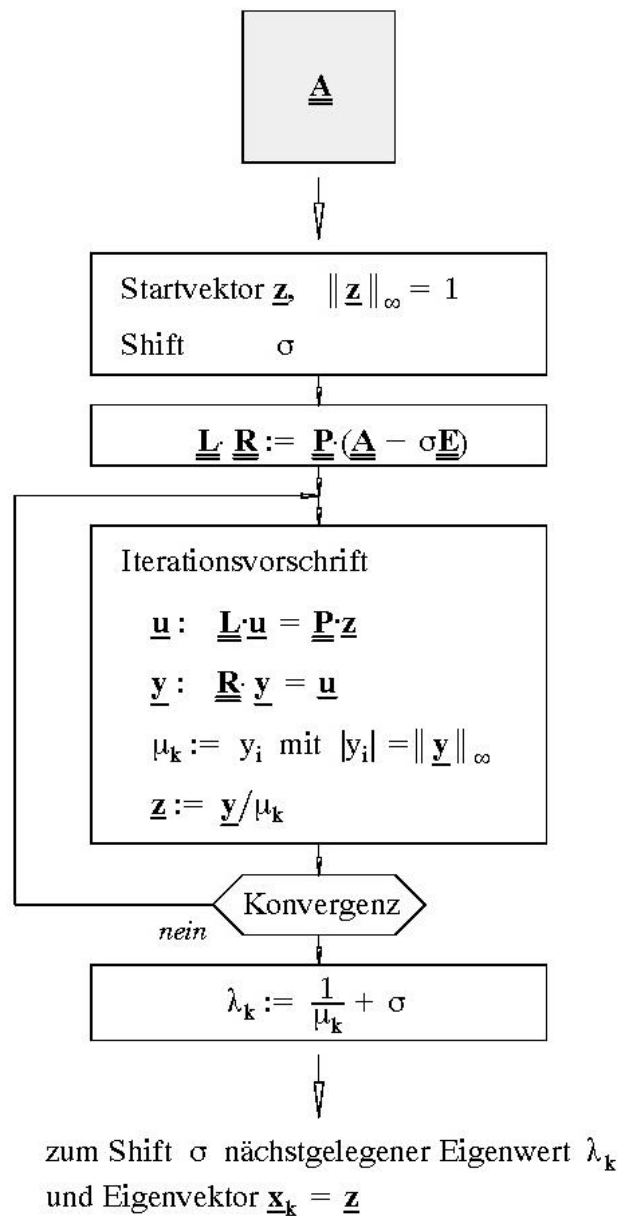 A
Startvektor z, ‖ z ‖∞ = 1
Shift σ
L· R := P·(A − σE)
Iterationsvorschrift
u : L·u = P·z
y : R· y = u
μk := yi mit |yi| = ‖ y ‖∞
z := y/μk
Konvergenz
nein
λk := 1/μk + σ
zum Shift σ nächstgelegener Eigenwert λk
und Eigenvektor xk = z